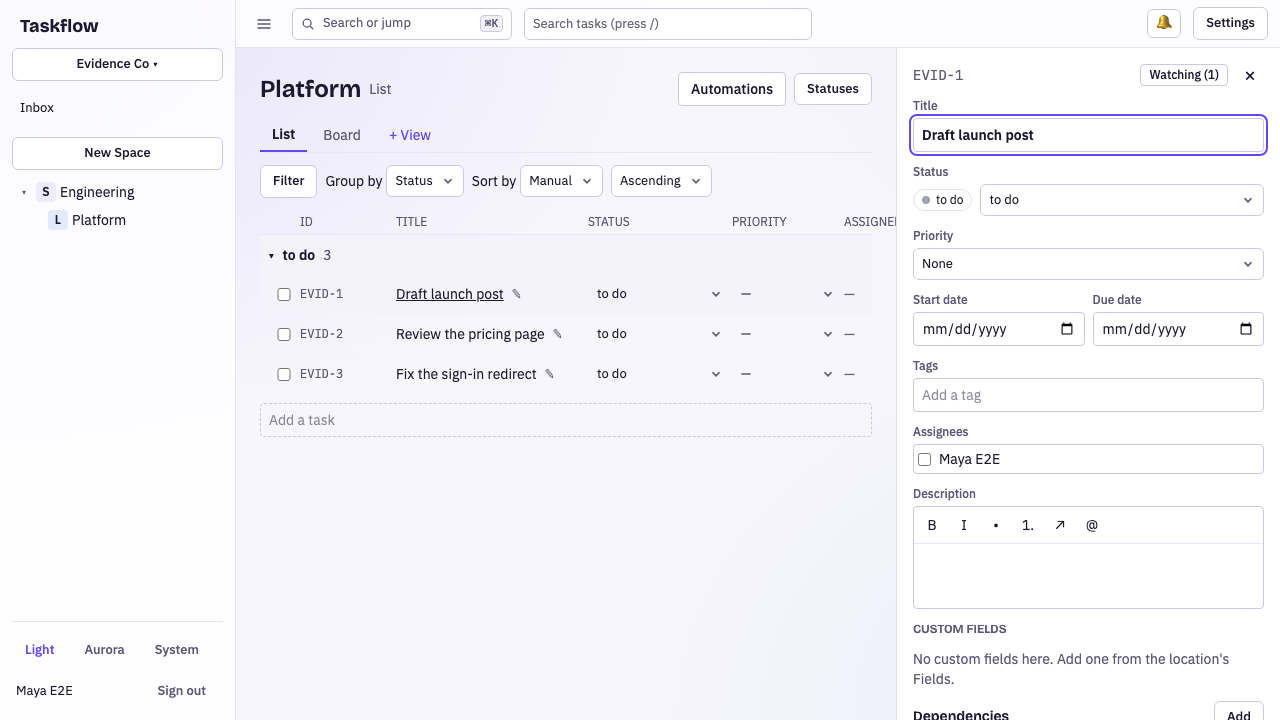 Taskflow
Evidence Co ▾
Inbox
New Space
▾ S Engineering
L Platform
Light Aurora System
Maya E2E Sign out
Search or jump ⌘K
Search tasks (press /)
Settings
Platform List
Automations Statuses
List Board + View
Filter Group by Status Sort by Manual Ascending
ID TITLE STATUS PRIORITY ASSIGNE
▾ to do 3
EVID-1 Draft launch post ✎ to do — —
EVID-2 Review the pricing page ✎ to do — —
EVID-3 Fix the sign-in redirect ✎ to do — —
Add a task
EVID-1 Watching (1) ✕
Title
Draft launch post
Status
to do to do
Priority
None
Start date Due date
mm/dd/yyyy mm/dd/yyyy
Tags
Add a tag
Assignees
Maya E2E
Description
B I • 1. ↗ @
CUSTOM FIELDS
No custom fields here. Add one from the location's
Fields.
Dependencies Add